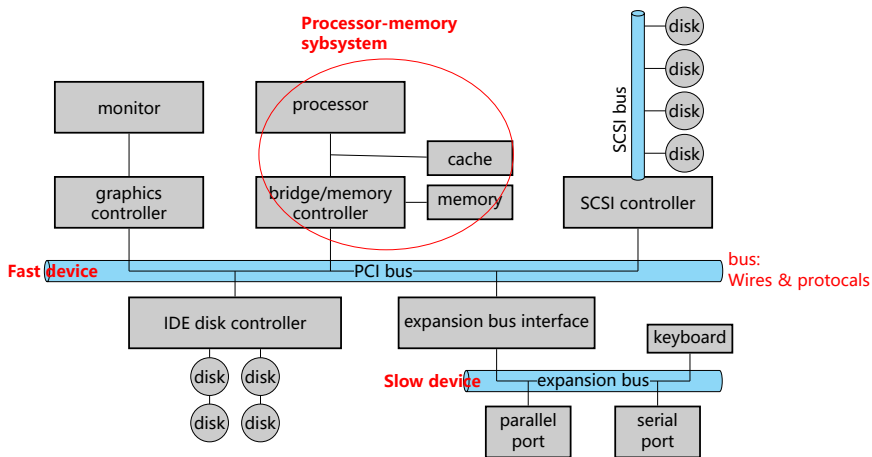 Processor-memory
sybsystem
disk
disk
disk
disk
SCSI bus
monitor
processor
cache
graphics
controller
bridge/memory
controller
memory
SCSI controller
Fast device
PCI bus
bus:
Wires & protocals
IDE disk controller
expansion bus interface
keyboard
disk
disk
disk
disk
Slow device
expansion bus
parallel
port
serial
port